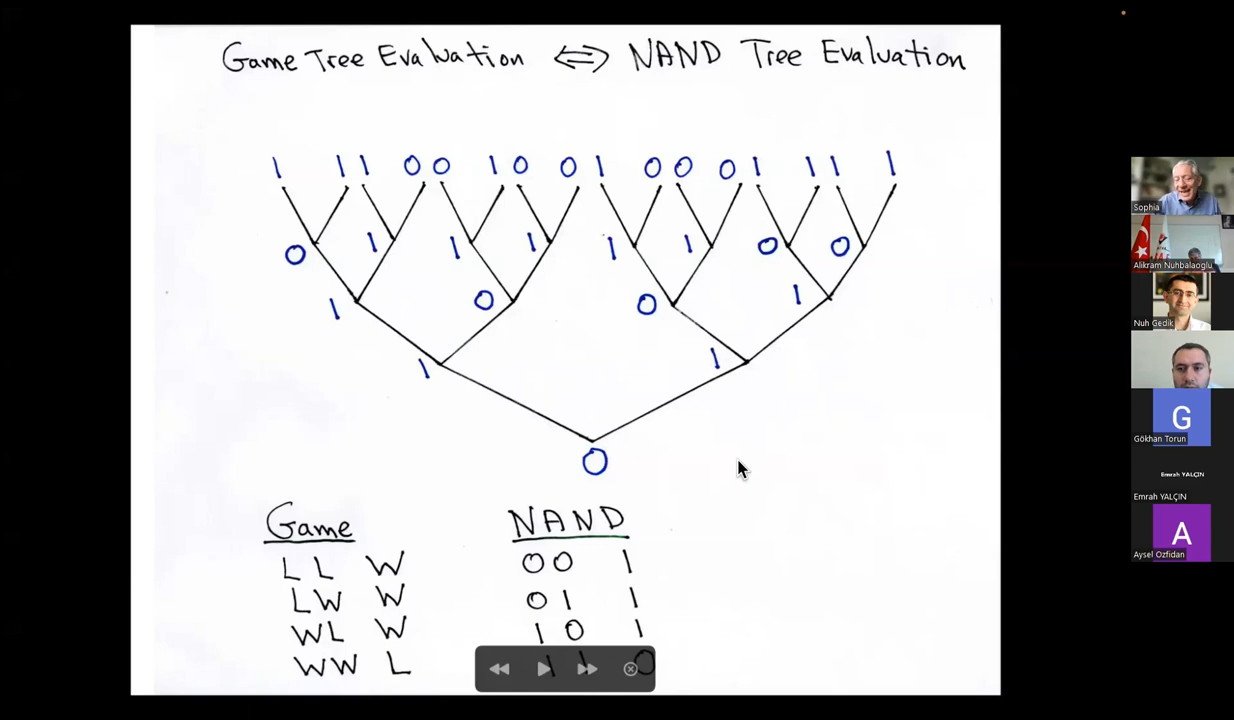 Game Tree Evaluation ⇔ NAND Tree Evaluation
1 1 1 0 0 1 0 0 1 0 0 0 1 1 1 1
0 1 1 1 1 1 0 0
1 0 0 1
1 1
0
Game NAND
L L W 0 0 1
L W W 0 1 1
W L W 1 0 1
W W L 1 1 0
Sophia
Alikram Nuhbalaoglu
Nuh Gedik
G
Gökhan Torun
Emrah YALÇIN
Emrah YALÇIN
A
Aysel Ozfidan